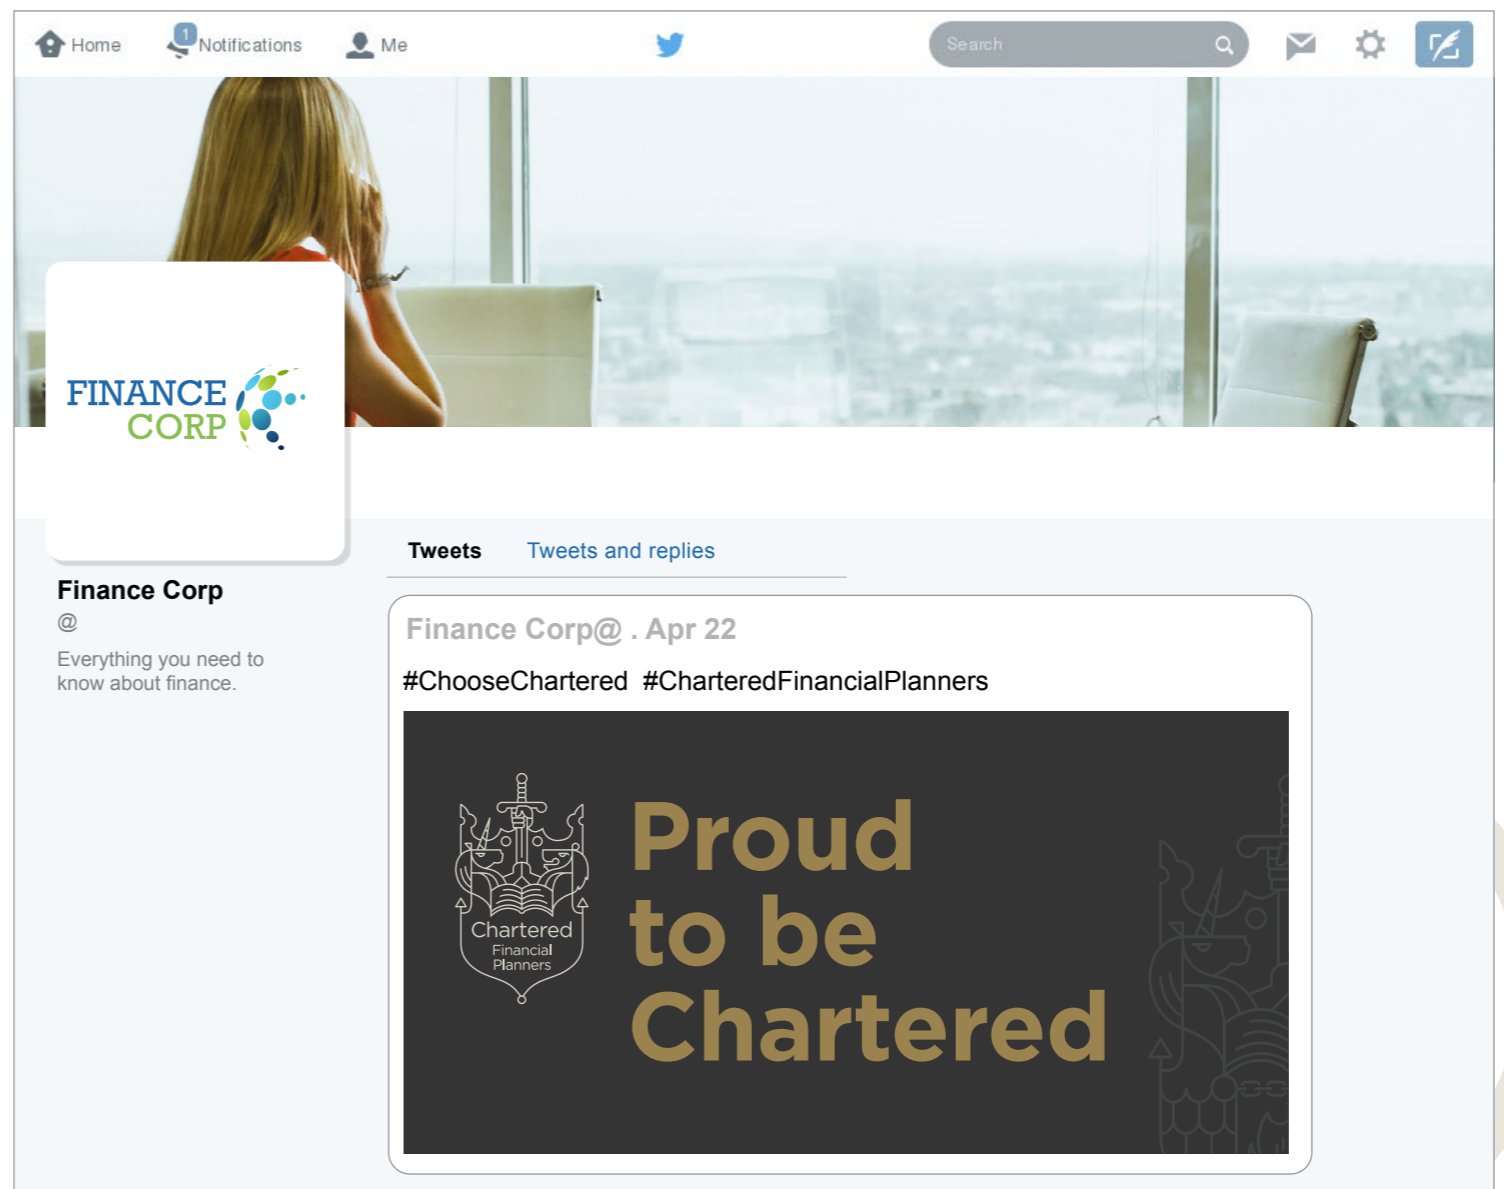 Home
1
Notifications
Me
Search
FINANCE
CORP
Finance Corp
@
Everything you need to
know about finance.
Tweets
Tweets and replies
Finance Corp@ . Apr 22
#ChooseChartered #CharteredFinancialPlanners
Chartered
Financial
Planners
Proud
to be
Chartered